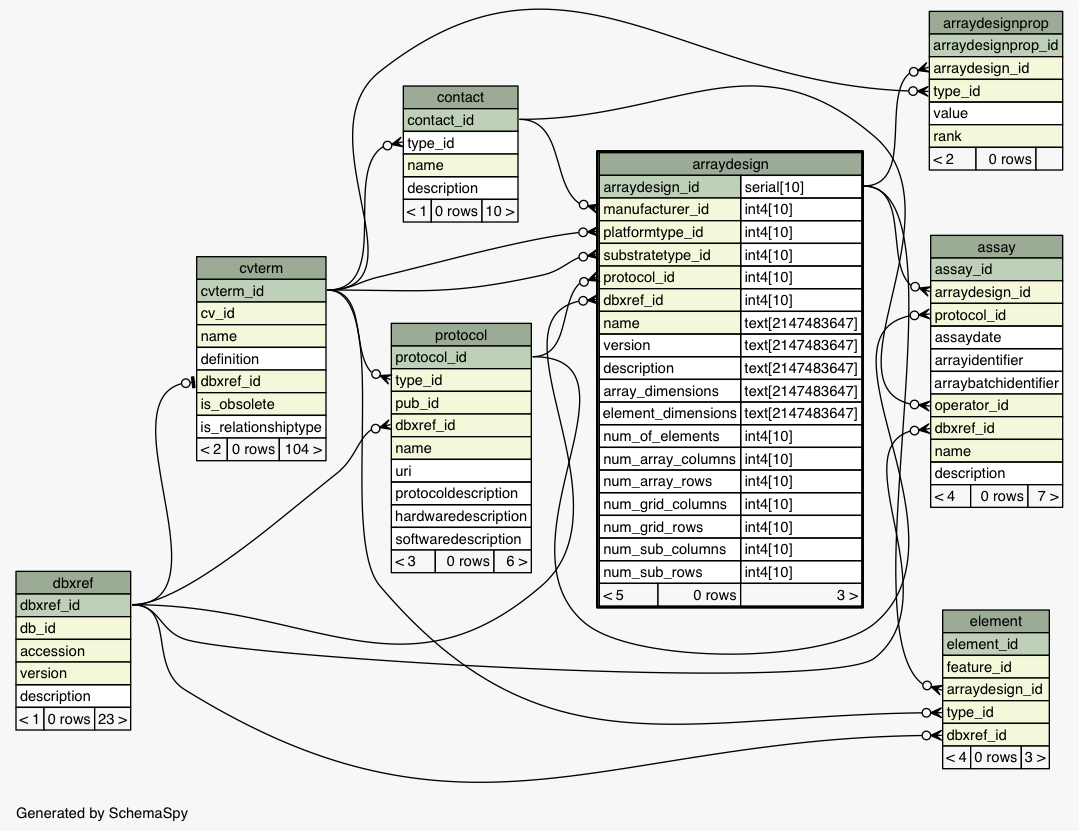 arraydesignprop
arraydesignprop_id
arraydesign_id
type_id
value
rank
< 2 0 rows
contact
contact_id
type_id
name
description
< 1 0 rows 10 >
arraydesign
arraydesign_id serial[10]
manufacturer_id int4[10]
platformtype_id int4[10]
substratetype_id int4[10]
protocol_id int4[10]
dbxref_id int4[10]
name text[2147483647]
version text[2147483647]
description text[2147483647]
array_dimensions text[2147483647]
element_dimensions text[2147483647]
num_of_elements int4[10]
num_array_columns int4[10]
num_array_rows int4[10]
num_grid_columns int4[10]
num_grid_rows int4[10]
num_sub_columns int4[10]
num_sub_rows int4[10]
< 5 0 rows 3 >
assay
assay_id
arraydesign_id
protocol_id
assaydate
arrayidentifier
arraybatchidentifier
operator_id
dbxref_id
name
description
< 4 0 rows 7 >
cvterm
cvterm_id
cv_id
name
definition
dbxref_id
is_obsolete
is_relationshiptype
< 2 0 rows 104 >
protocol
protocol_id
type_id
pub_id
dbxref_id
name
uri
protocoldescription
hardwaredescription
softwaredescription
< 3 0 rows 6 >
dbxref
dbxref_id
db_id
accession
version
description
< 1 0 rows 23 >
element
element_id
feature_id
arraydesign_id
type_id
dbxref_id
< 4 0 rows 3 >
Generated by SchemaSpy